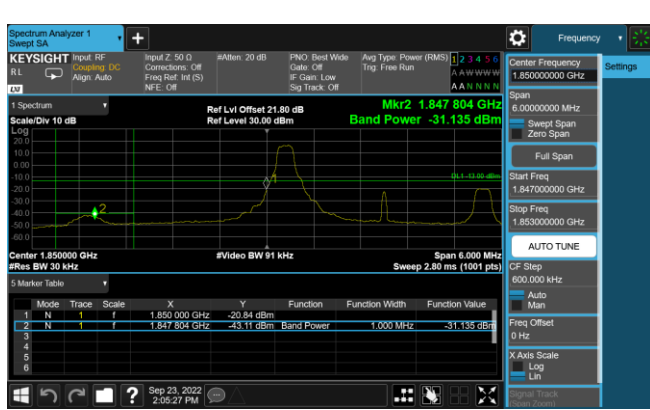 Spectrum Analyzer 1
Swept SA
Frequency
KEYSIGHT
RL
Input: RF
Coupling: DC
Align: Auto
Input Z: 50 Ω
Corrections: Off
Freq Ref: Int (S)
NFE: Off
#Atten: 20 dB
PNO: Best Wide
Gate: Off
IF Gain: Low
Sig Track: Off
Avg Type: Power (RMS)
Trig: Free Run
1 2 3 4 5 6
A A W W W W
A A N N N N
LXI
Settings
Center Frequency
1.850000000 GHz
Span
6.00000000 MHz
Swept Span
Zero Span
Full Span
Start Freq
1.847000000 GHz
Stop Freq
1.853000000 GHz
AUTO TUNE
CF Step
600.000 kHz
Auto
Man
Freq Offset
0 Hz
X Axis Scale
Log
Lin
Signal Track
(Span Zoom)
1 Spectrum
Scale/Div 10 dB
Ref Lvl Offset 21.80 dB
Ref Level 30.00 dBm
Mkr2 1.847 804 GHz
Band Power -31.135 dBm
Log
20.0
10.0
0.00
-10.0
-20.0
-30.0
-40.0
-50.0
-60.0
1
2
DL1 -13.00 dBm
Center 1.850000 GHz
#Res BW 30 kHz
#Video BW 91 kHz
Span 6.000 MHz
Sweep 2.80 ms (1001 pts)
5 Marker Table
Mode Trace Scale X Y Function Function Width Function Value
1 N 1 f 1.850 000 GHz -20.84 dBm
2 N 1 f 1.847 804 GHz -43.11 dBm Band Power 1.000 MHz -31.135 dBm
3
4
5
6
?
Sep 23, 2022
2:05:27 PM